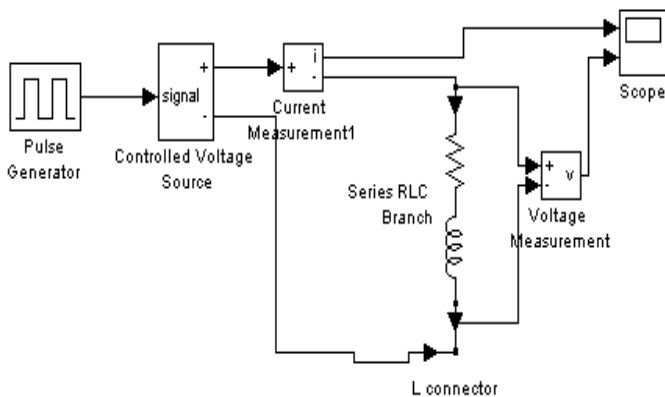 Pulse
Generator
signal
+
-
Controlled Voltage
Source
+
i
-
Current
Measurement1
Series RLC
Branch
+
-
v
Voltage
Measurement
Scope
L connector